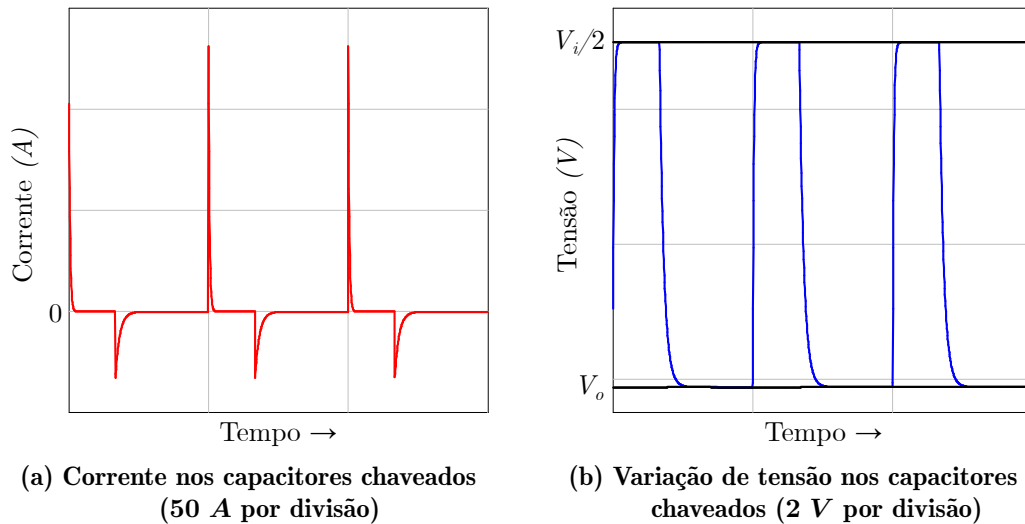 Corrente (A)
0
Tempo →
(a) Corrente nos capacitores chaveados
(50 A por divisão)
V_i/2
Tensão (V)
V_o
Tempo →
(b) Variação de tensão nos capacitores
chaveados (2 V por divisão)